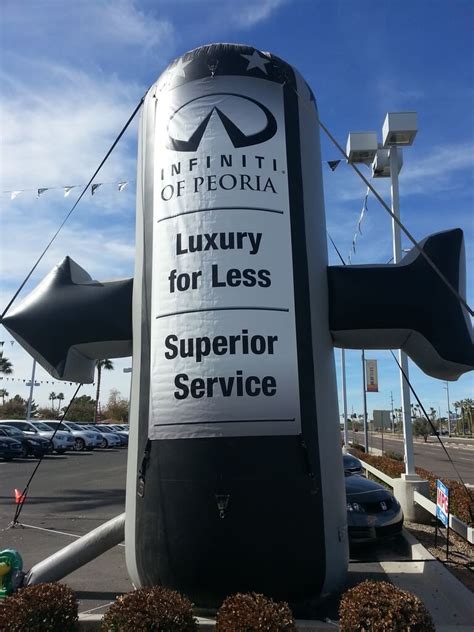 INFINITI
OF PEORIA
Luxury
for Less
Superior
Service